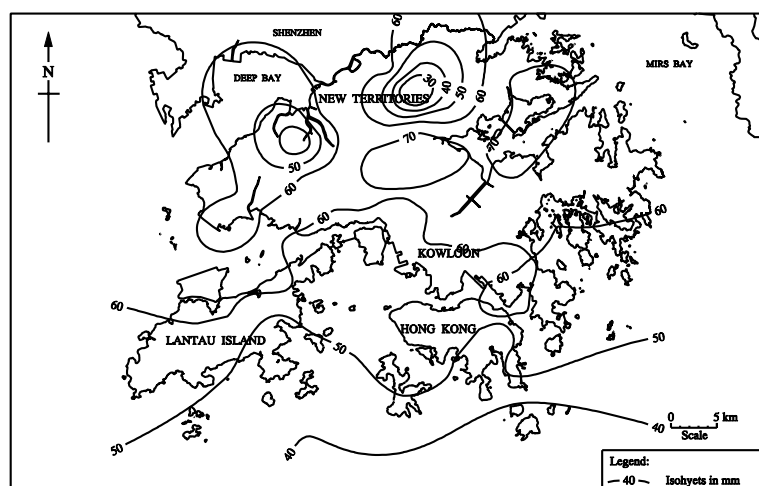 60
SHENZHEN
N
DEEP BAY
MIRS BAY
30
40
50
60
NEW TERRITORIES
70
70
50
60
60
60
60
KOWLOON
60
60
LANTAU ISLAND
HONG KONG
50
50
50
40
40
0 5 km
Scale
Legend:
40 Isohyets in mm